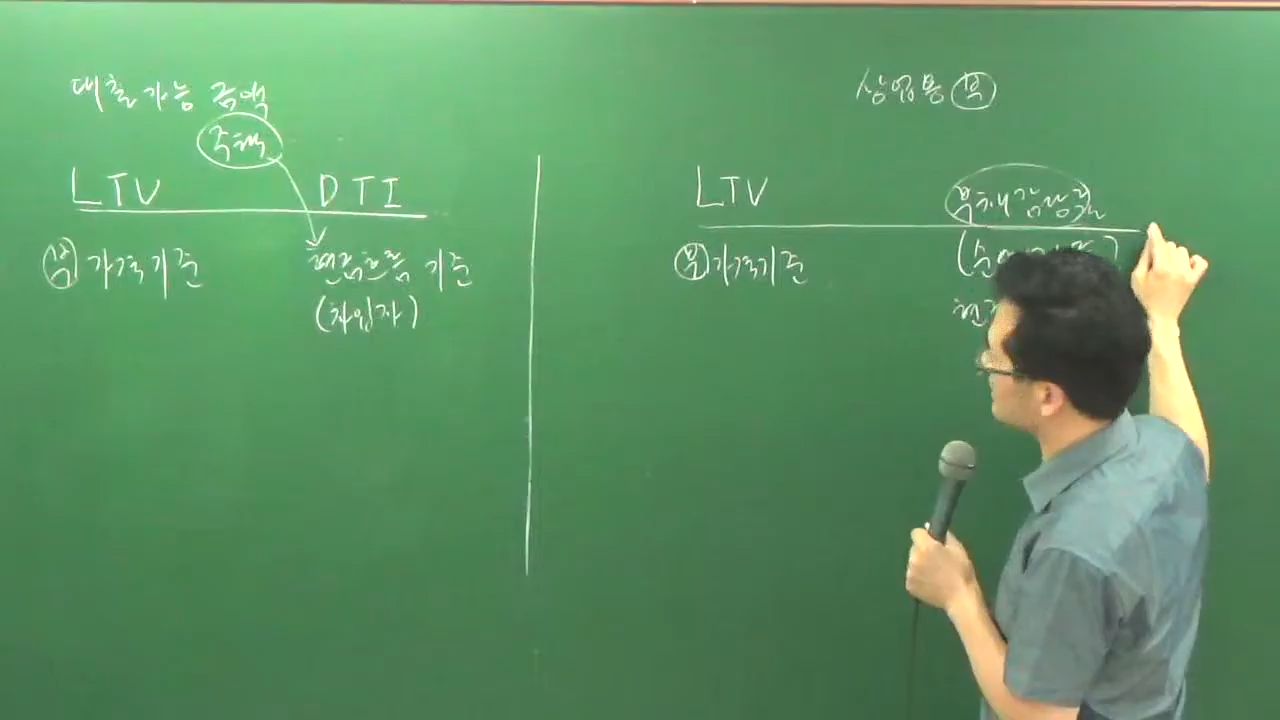 대출가능 금액
주택
LTV DTI
가격기준 현금흐름 기준
(차입자)
상업용 부
LTV 부채감당률
부 가격기준